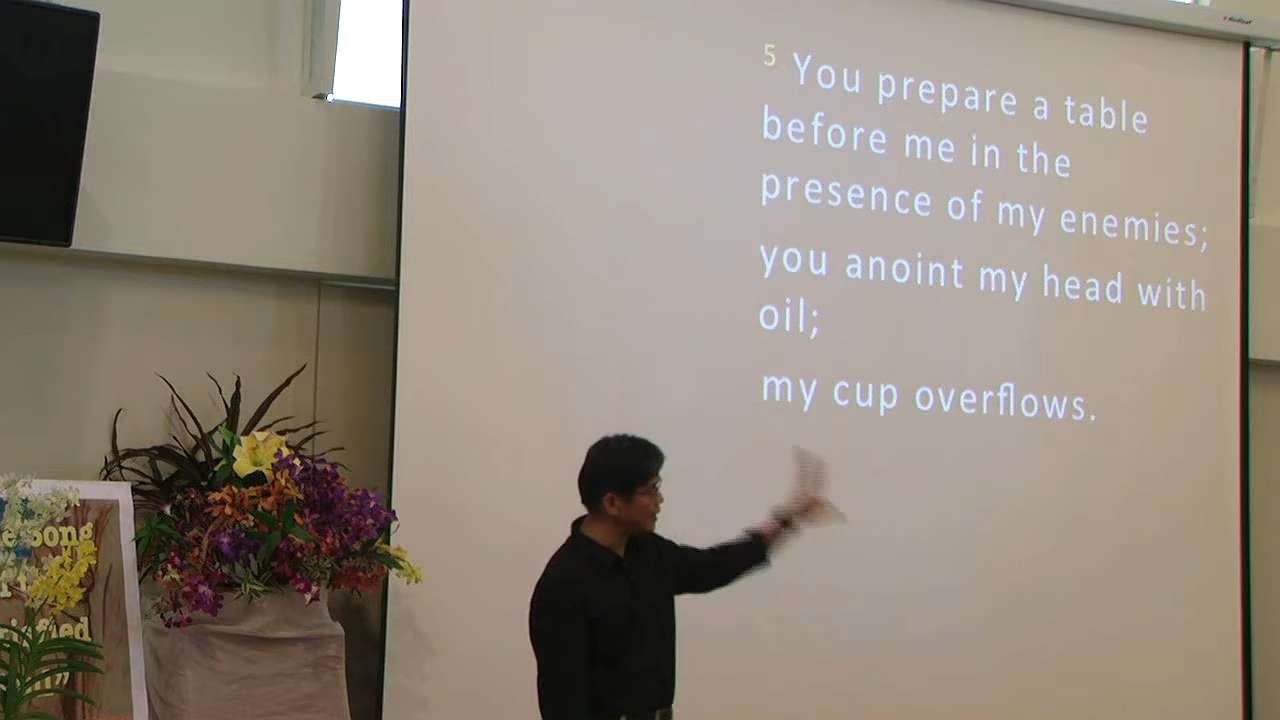 5 You prepare a table
before me in the
presence of my enemies;
you anoint my head with
oil;
my cup overflows.
Song